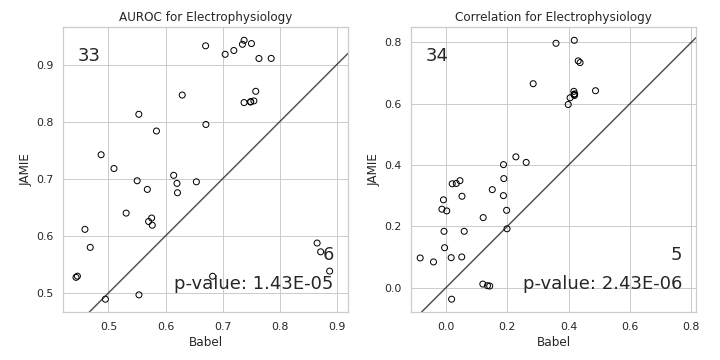 AUROC for Electrophysiology
33
0.9
0.8
0.7
0.6
0.5
JAMIE
6
p-value: 1.43E-05
0.5 0.6 0.7 0.8 0.9
Babel
Correlation for Electrophysiology
34
0.8
0.6
0.4
0.2
0.0
JAMIE
5
p-value: 2.43E-06
0.0 0.2 0.4 0.6 0.8
Babel